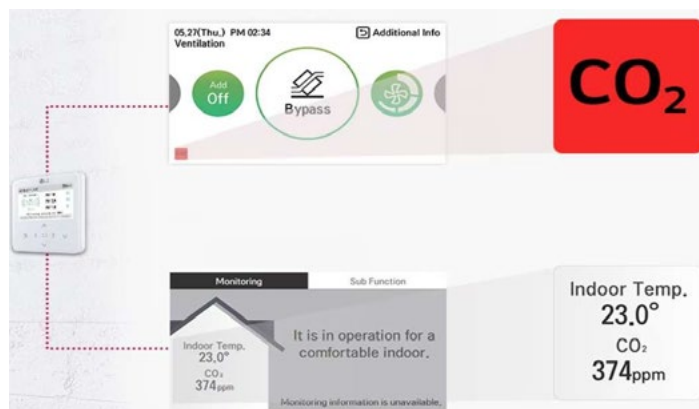 05.27(Thu.) PM 02:34
Additional Info
Ventilation
Add
Off
Bypass
CO₂
LG
Monitoring
Sub Function
Indoor Temp.
23.0°
CO₂
374ppm
It is in operation for a
comfortable indoor.
Monitoring information is unavailable.
Indoor Temp.
23.0°
CO₂
374ppm